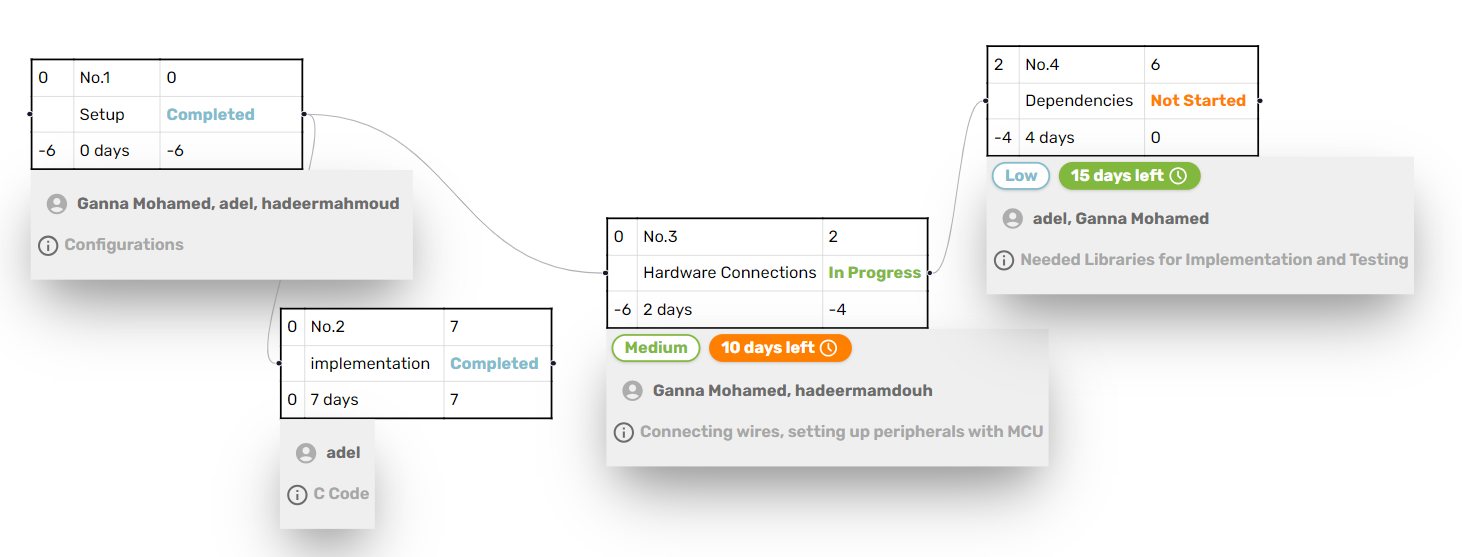 0 No.1 0
Setup Completed
-6 0 days -6
Ganna Mohamed, adel, hadeermahmoud
Configurations
0 No.2 7
implementation Completed
0 7 days 7
adel
C Code
0 No.3 2
Hardware Connections In Progress
-6 2 days -4
Medium 10 days left
Ganna Mohamed, hadeermamdouh
Connecting wires, setting up peripherals with MCU
2 No.4 6
Dependencies Not Started
-4 4 days 0
Low 15 days left
adel, Ganna Mohamed
Needed Libraries for Implementation and Testing